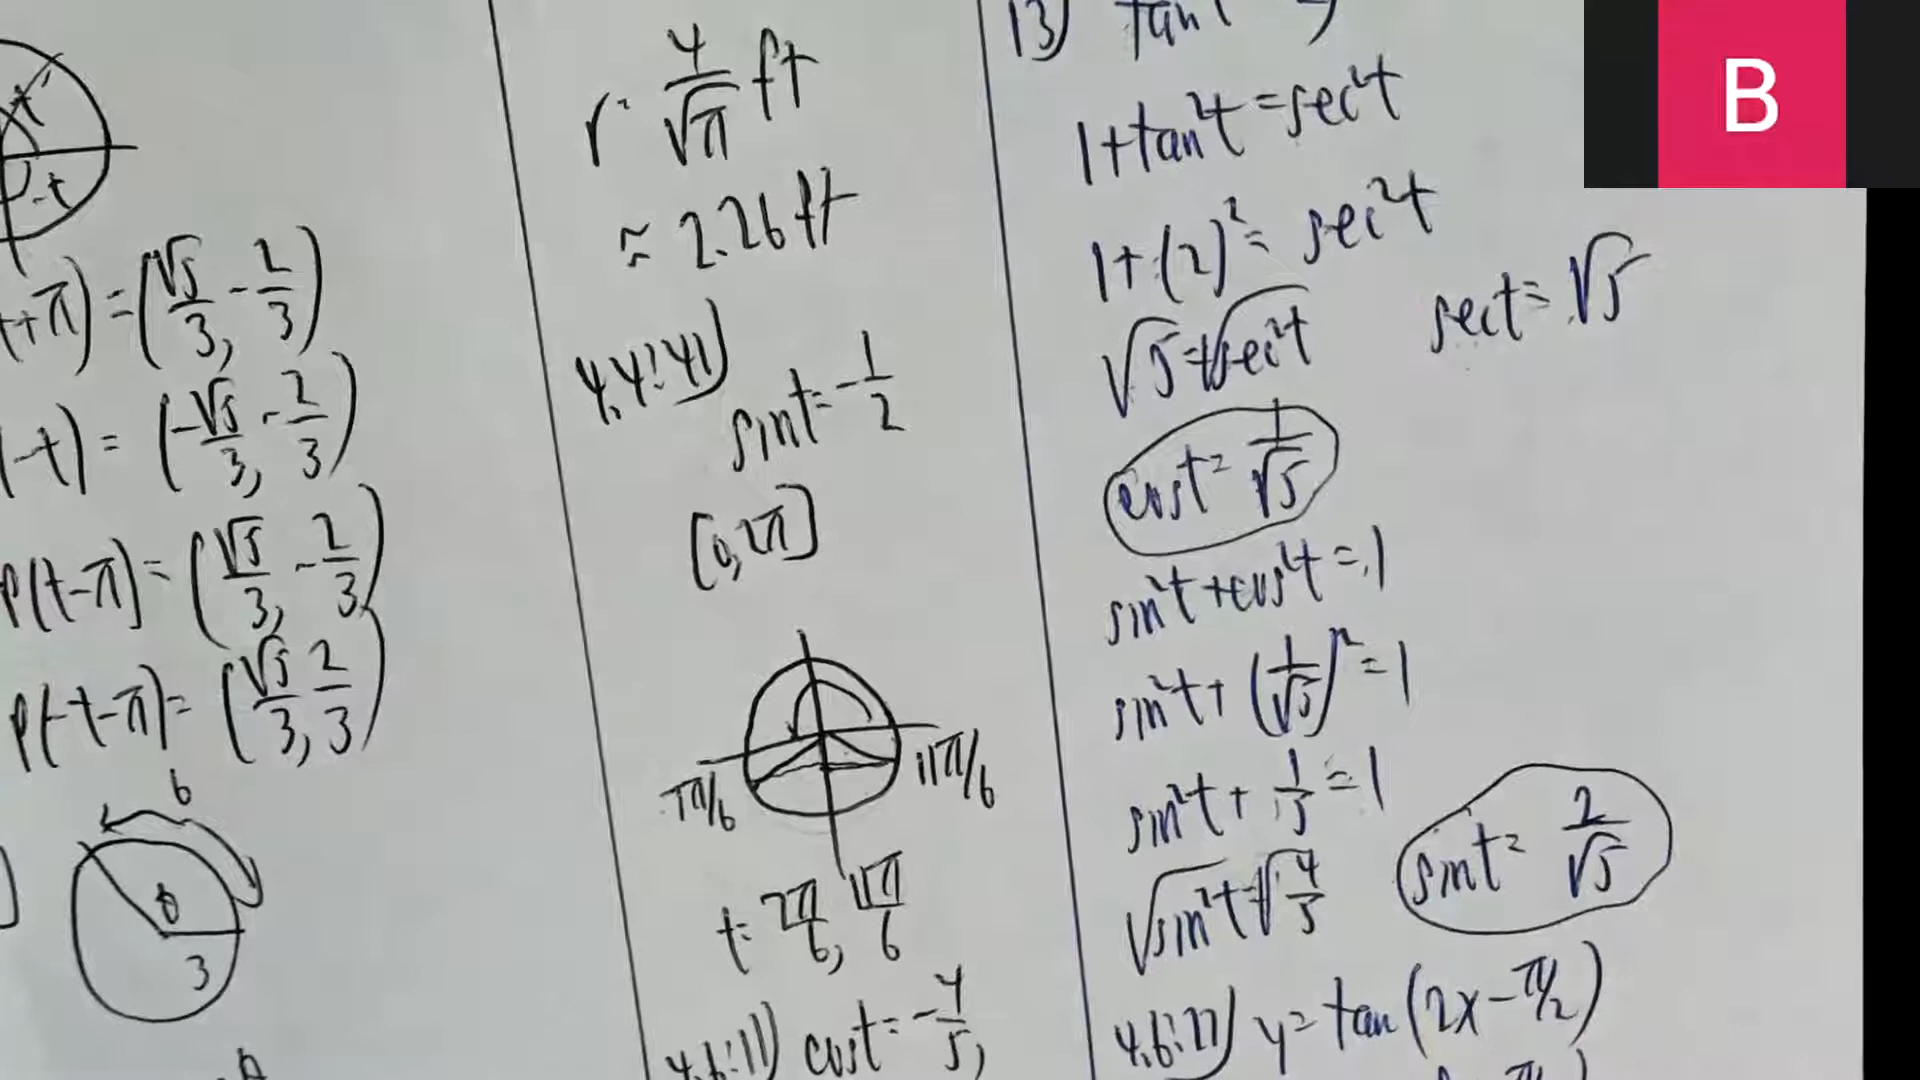 t
-t
t+π) = (√5/3, -2/3)
(-t) = (-√5/3, -2/3)
P(t-π) = (√5/3, -2/3)
P(-t-π) = (√5/3, 2/3)
6
θ
3
r = 4/√π ft
≈ 2.26 ft
4.4:41)
sin t = -1/2
[0, 2π]
7π/6
11π/6
t = 7π/6, 11π/6
4.6:11) cos t = -4/5,
13) tan t
1 + tan²t = sec²t
1 + (2)² = sec²t
√5 = √sec²t
sec t = √5
cos t = 1/√5
sin²t + cos²t = 1
sin²t + (1/√5)² = 1
sin²t + 1/5 = 1
√sin²t = √4/5
sin t = 2/√5
4.6:27) y = tan (2x - π/2)
B